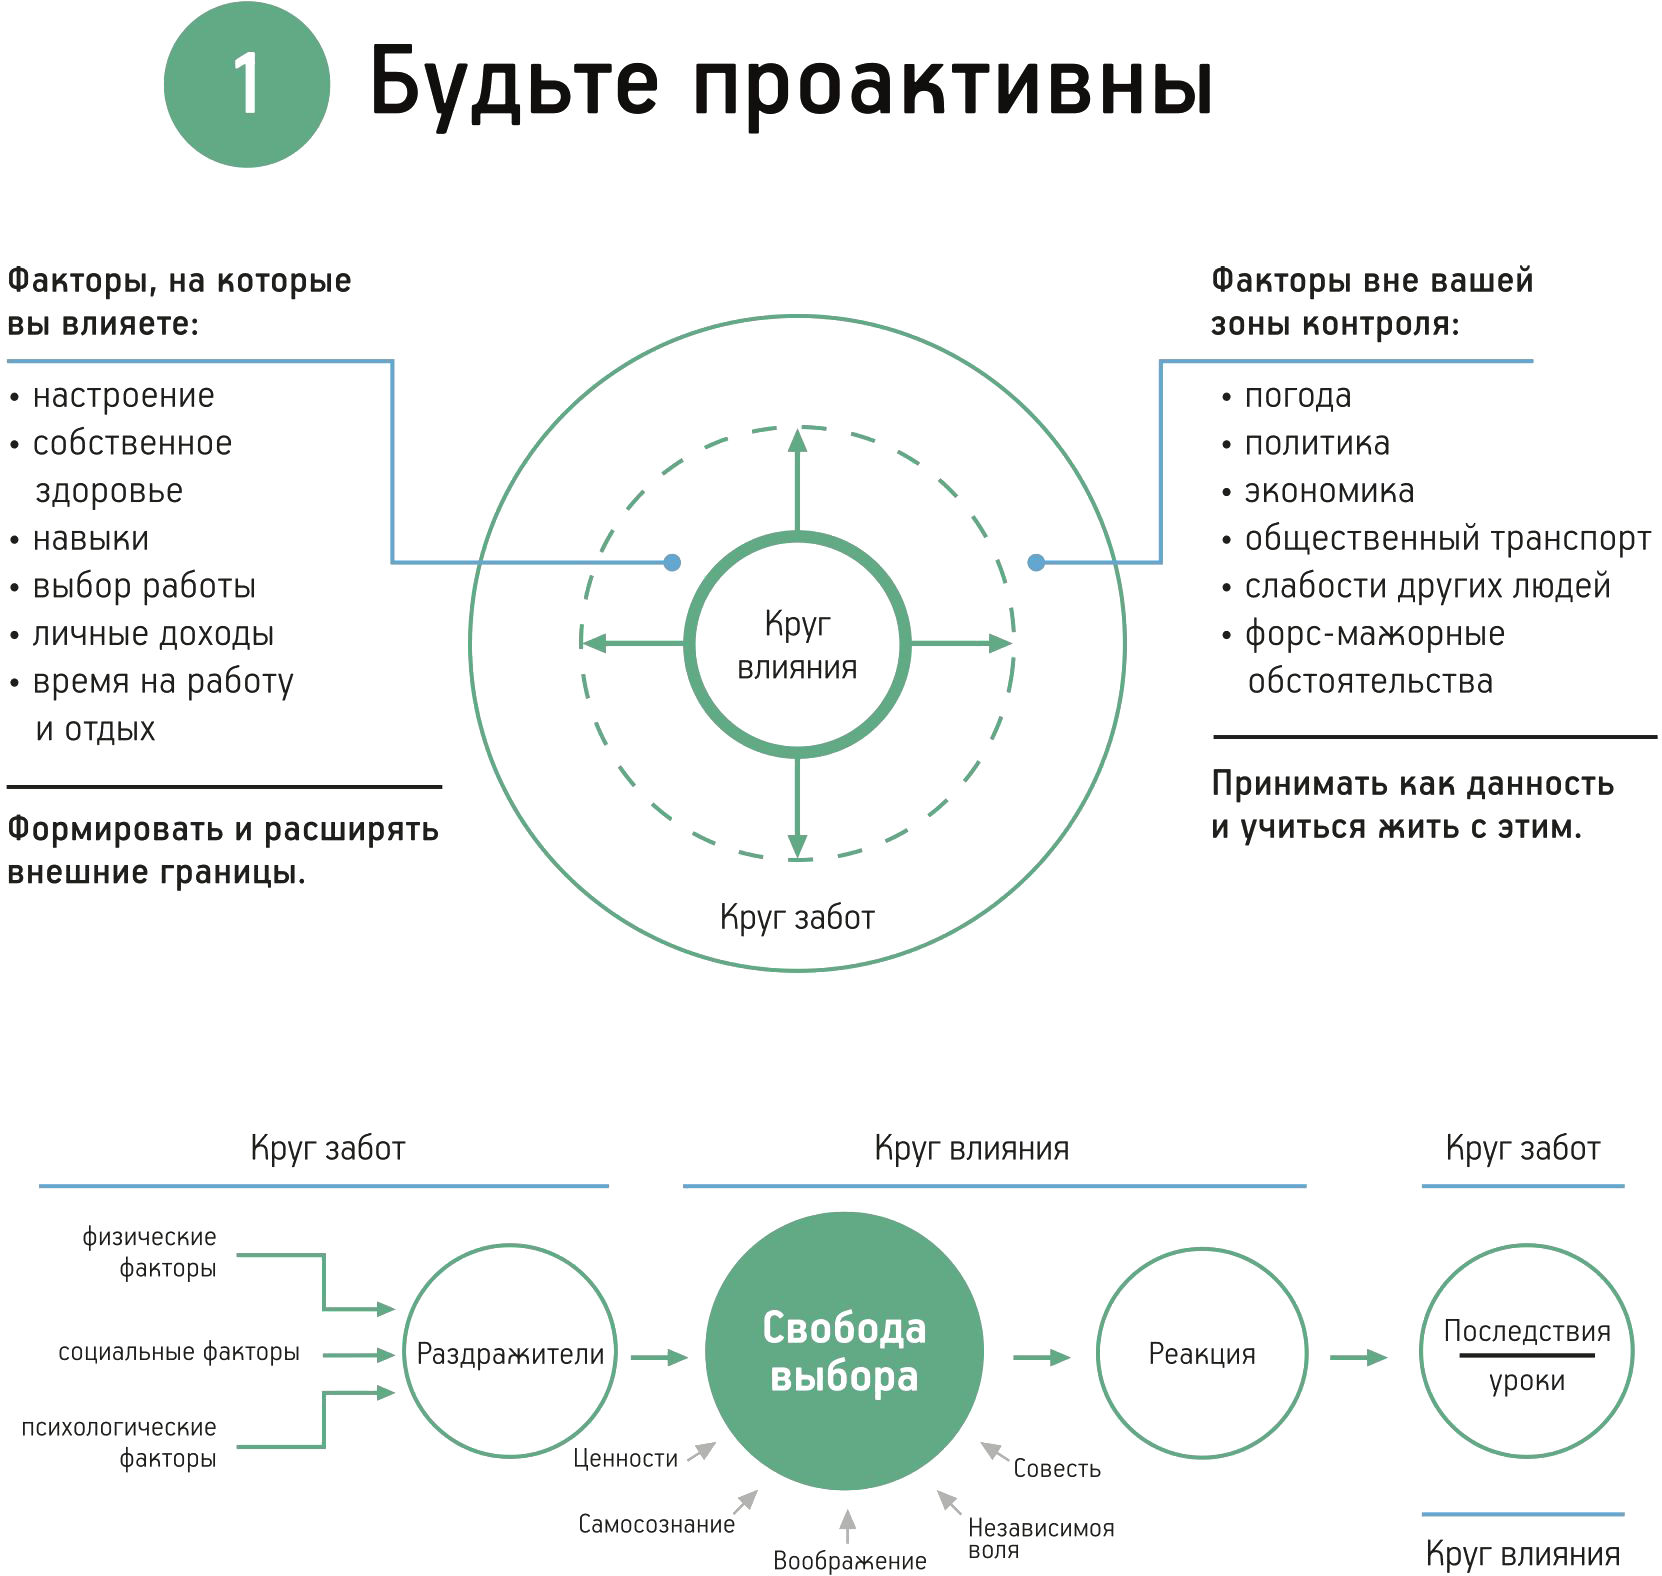 1
Будьте проактивны
Факторы, на которые
вы влияете:
• настроение
• собственное
здоровье
• навыки
• выбор работы
• личные доходы
• время на работу
и отдых
Формировать и расширять
внешние границы.
Круг
влияния
Круг забот
Факторы вне вашей
зоны контроля:
• погода
• политика
• экономика
• общественный транспорт
• слабости других людей
• форс-мажорные
обстоятельства
Принимать как данность
и учиться жить с этим.
Круг забот
физические
факторы
социальные факторы
психологические
факторы
Раздражители
Круг влияния
Свобода
выбора
Ценности
Самосознание
Воображение
Независимоя
воля
Совесть
Реакция
Круг забот
Последствия
уроки
Круг влияния